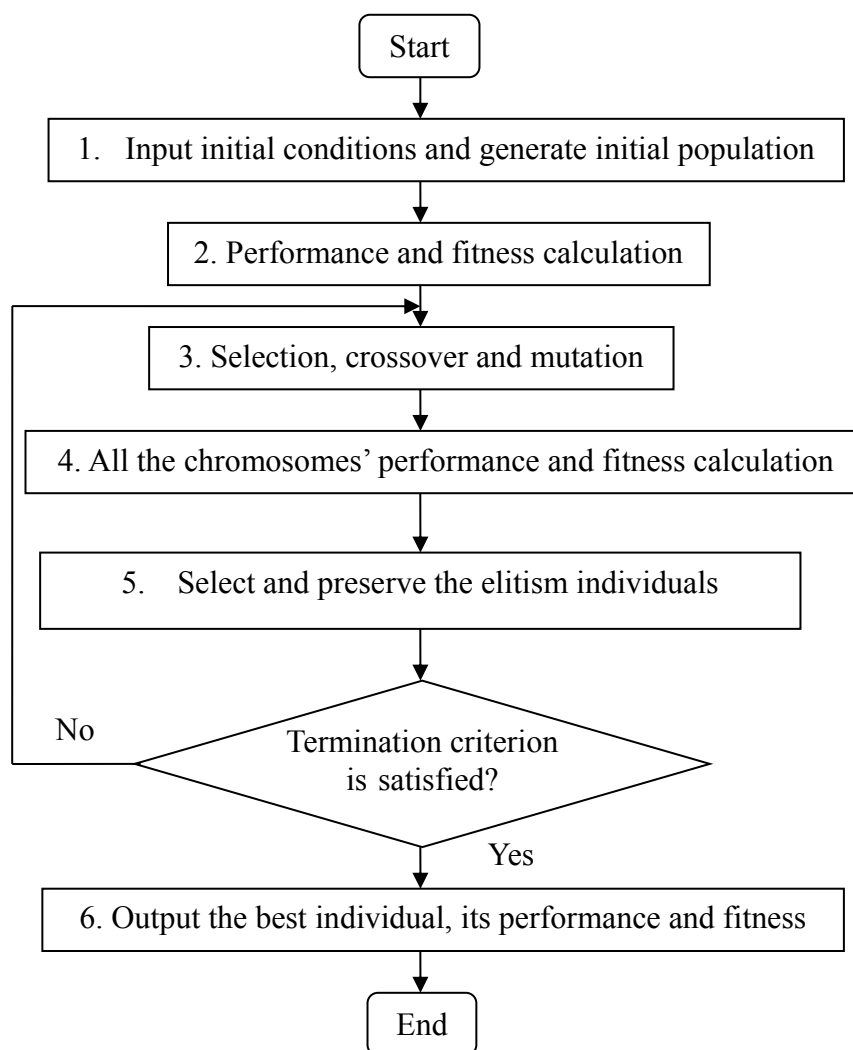 Start
1. Input initial conditions and generate initial population
2. Performance and fitness calculation
3. Selection, crossover and mutation
4. All the chromosomes’ performance and fitness calculation
5. Select and preserve the elitism individuals
No
Termination criterion
is satisfied?
Yes
6. Output the best individual, its performance and fitness
End